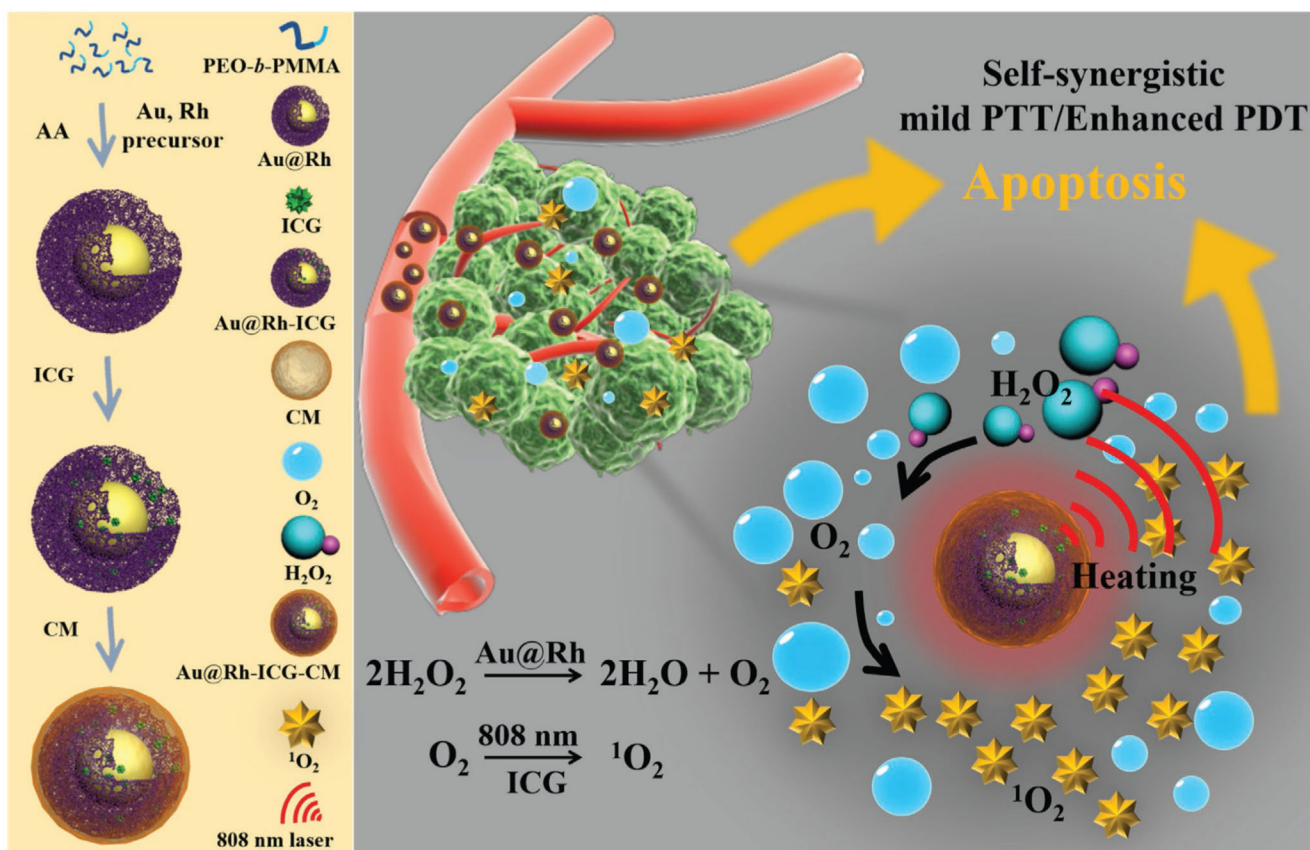 PEO-b-PMMA
AA
Au, Rh
precursor
Au@Rh
ICG
Au@Rh-ICG
ICG
CM
O₂
H₂O₂
CM
Au@Rh-ICG-CM
¹O₂
808 nm laser
Self-synergistic
mild PTT/Enhanced PDT
Apoptosis
H₂O₂
O₂
Heating
¹O₂
2H₂O₂ Au@Rh → 2H₂O + O₂
O₂ 808 nm → ¹O₂
ICG